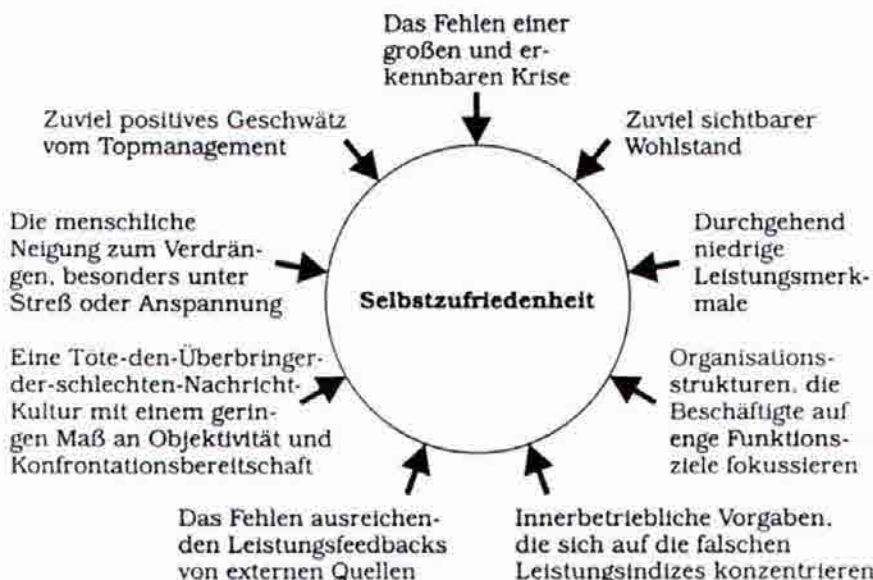 Das Fehlen einer
großen und er-
kennbaren Krise
Zuviel sichtbarer
Wohlstand
Durchgehend
niedrige
Leistungsmerk-
male
Organisations-
strukturen, die
Beschäftigte auf
enge Funktions-
ziele fokussieren
Innerbetriebliche Vorgaben,
die sich auf die falschen
Leistungsindizes konzentrieren
Das Fehlen ausreichen-
den Leistungsfeedbacks
von externen Quellen
Eine Töte-den-Überbringer-
der-schlechten-Nachricht-
Kultur mit einem gerin-
gen Maß an Objektivität und
Konfrontationsbereitschaft
Die menschliche
Neigung zum Verdrän-
gen, besonders unter
Streß oder Anspannung
Zuviel positives Geschwätz
vom Topmanagement
Selbstzufriedenheit